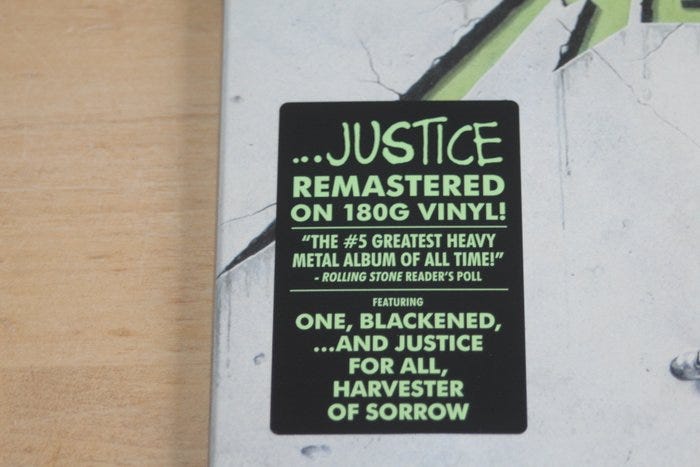 ...JUSTICE
REMASTERED
ON 180G VINYL!
“THE #5 GREATEST HEAVY
METAL ALBUM OF ALL TIME!”
- ROLLING STONE READER'S POLL
FEATURING
ONE, BLACKENED,
...AND JUSTICE
FOR ALL,
HARVESTER
OF SORROW